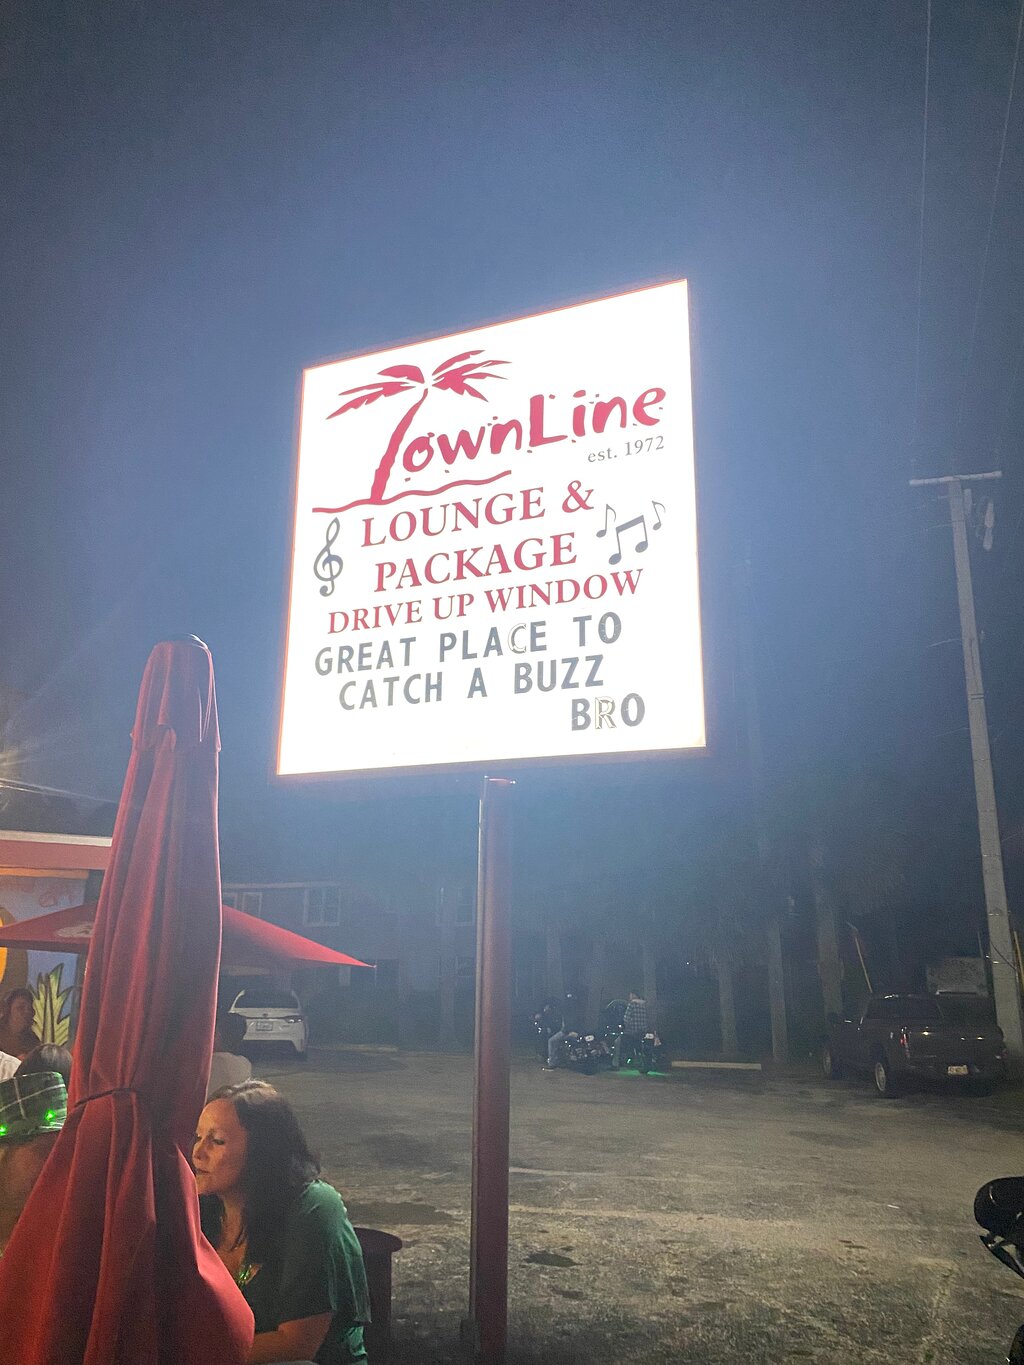 TownLine
est. 1972
LOUNGE &
PACKAGE
DRIVE UP WINDOW
GREAT PLACE TO
CATCH A BUZZ
BRO